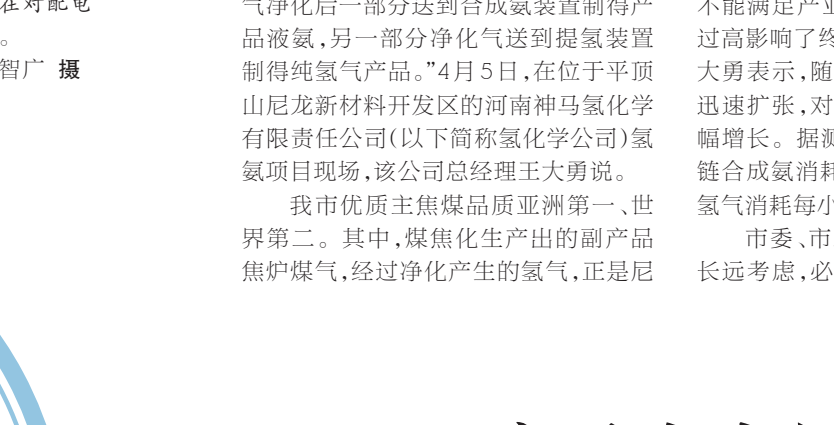 在对配电
。
智广 摄
气净化后一部分送到合成氨装置制得产
品液氨,另一部分净化气送到提氢装置
制得纯氢气产品。”4月5日,在位于平顶
山尼龙新材料开发区的河南神马氢化学
有限责任公司(以下简称氢化学公司)氢
氨项目现场,该公司总经理王大勇说。
我市优质主焦煤品质亚洲第一、世
界第二。其中,煤焦化生产出的副产品
焦炉煤气,经过净化产生的氢气,正是尼
不能满足产业
过高影响了终
大勇表示,随
迅速扩张,对
幅增长。据测
链合成氨消耗
氢气消耗每小
市委、市
长远考虑,必